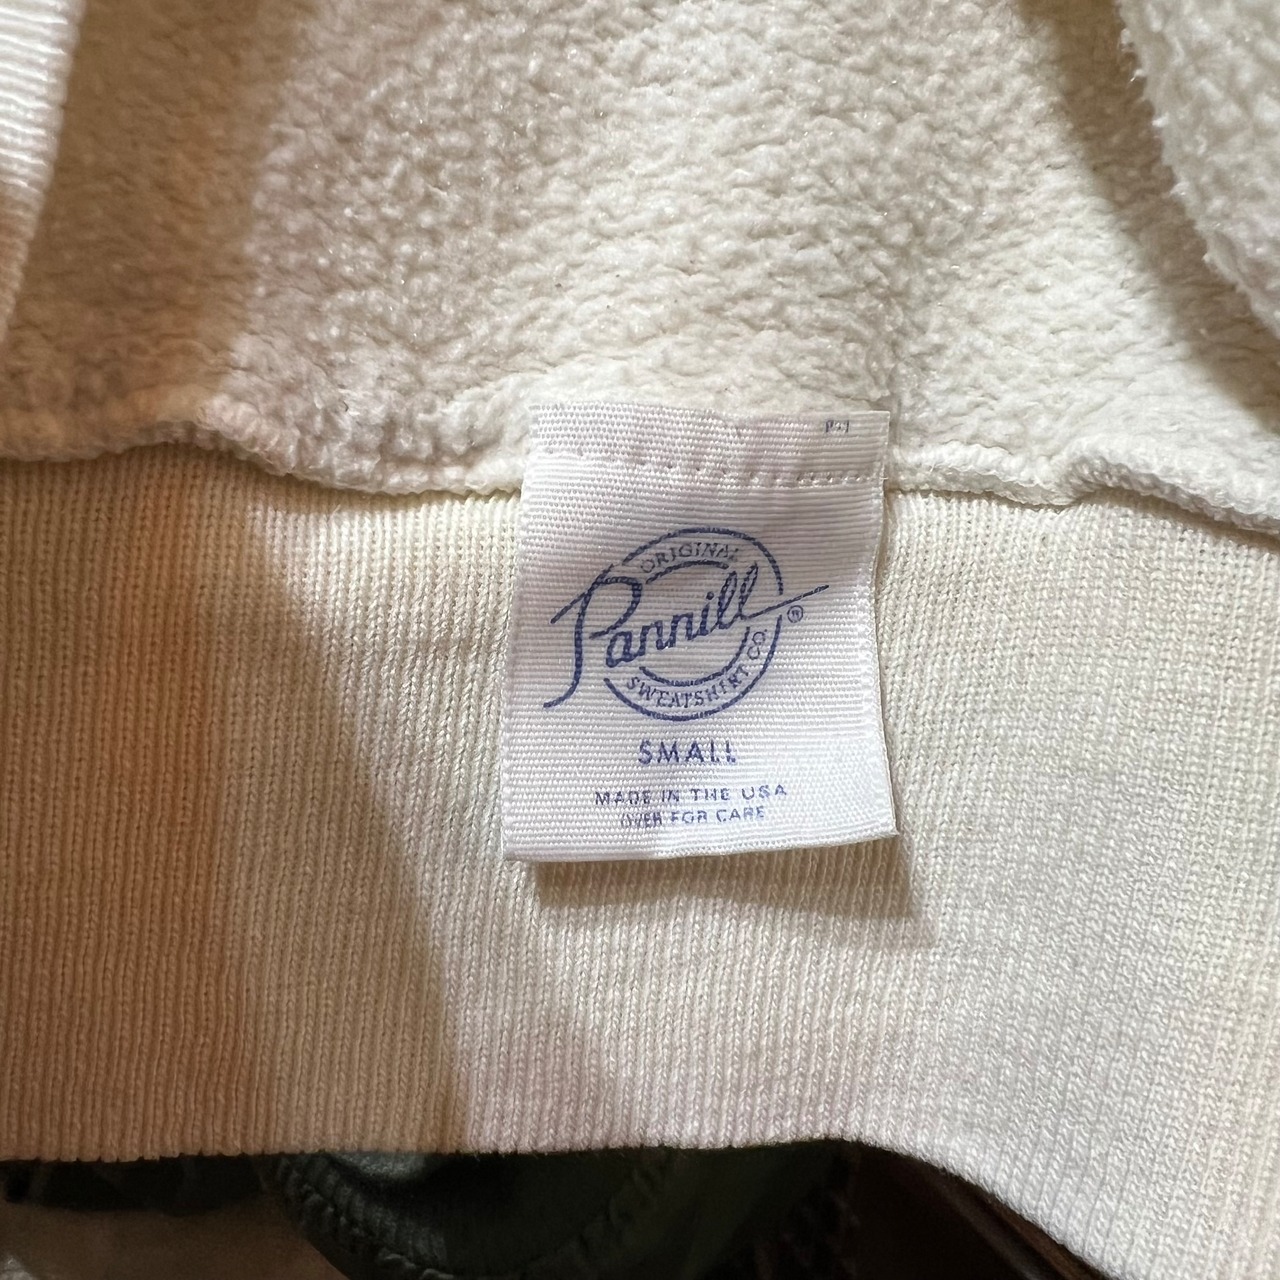 ORIGINAL
Pannill ®
SWEATSHIRT CO.
SMALL
MADE IN THE USA
OVER FOR CARE